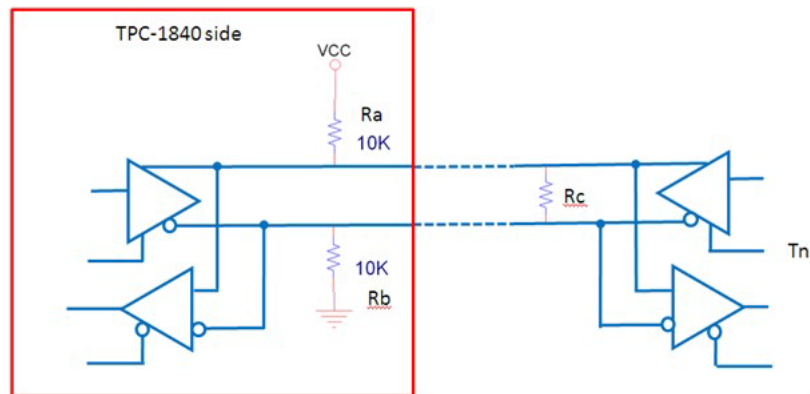 TPC-1840 side
VCC
Ra
10K
Rc
Tn
10K
Rb